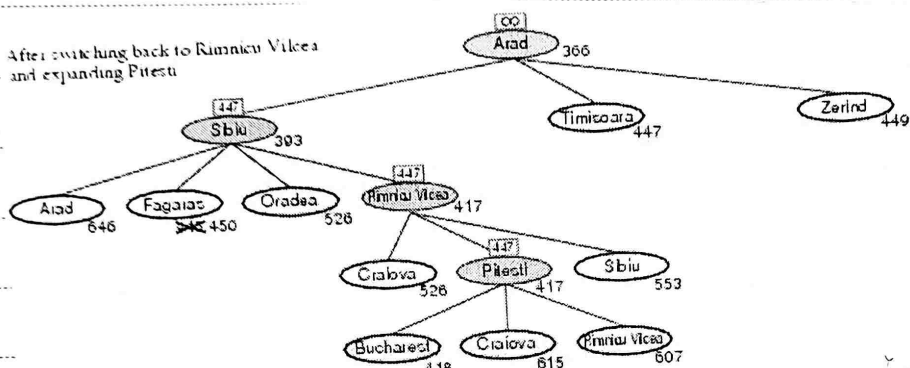 ∞
Arad 366
After switching back to Rimnicu Vilcea
and expanding Pitesti
447
Sibiu 393
Timisoara 447
Zerind 449
447
Arad 646
Fagaras 450
Oradea 526
Rimnicu Vilcea 417
447
Craiova 526
Pitesti 417
Sibiu 553
Bucharest 418
Craiova 615
Rimnicu Vilcea 607